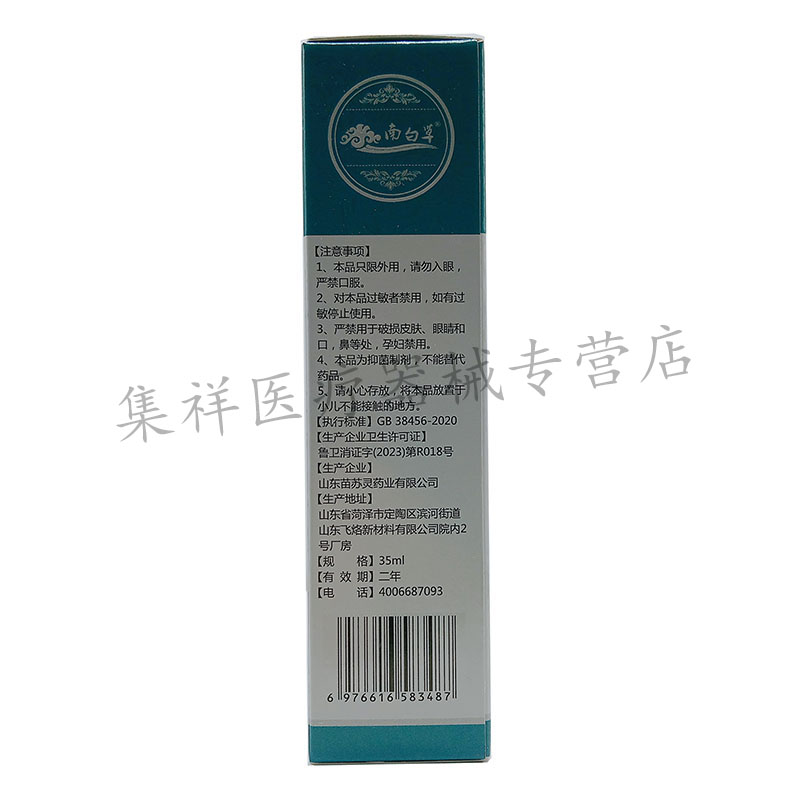 南白草®
【注意事项】
1、本品只限外用，请勿入眼，
严禁口服。
2、对本品过敏者禁用，如有过
敏停止使用。
3、严禁用于破损皮肤、眼睛和
口，鼻等处，孕妇禁用。
4、本品为抑菌制剂，不能替代
药品。
5、请小心存放，将本品放置于
小儿不能接触的地方。
集祥医疗器械专营店
【执行标准】GB 38456-2020
【生产企业卫生许可证】
鲁卫消证字(2023)第R018号
【生产企业】
山东苗苏灵药业有限公司
【生产地址】
山东省菏泽市定陶区滨河街道
山东飞烙新材料有限公司院内2
号厂房
【规 格】35ml
【有 效 期】二年
【电 话】4006687093
6 976616 583487